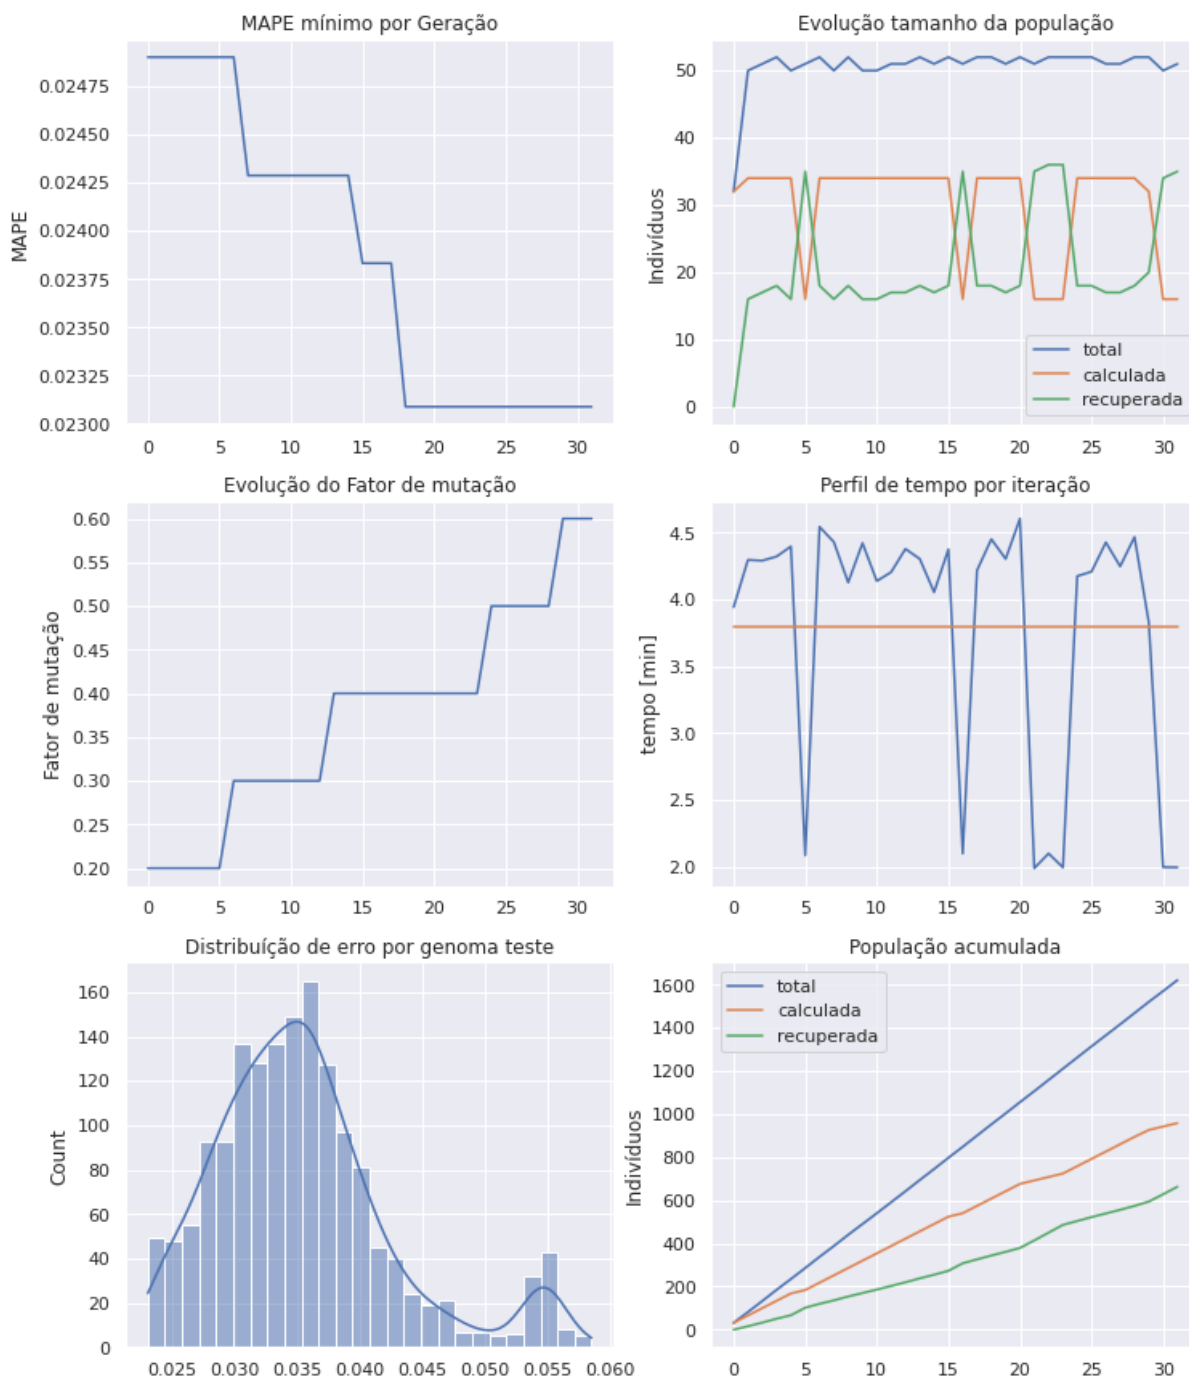 MAPE mínimo por Geração
MAPE
0.02475
0.02450
0.02425
0.02400
0.02375
0.02350
0.02325
0.02300
0 5 10 15 20 25 30
Evolução tamanho da população
Indivíduos
50
40
30
20
10
0
total
calculada
recuperada
0 5 10 15 20 25 30
Evolução do Fator de mutação
Fator de mutação
0.60
0.55
0.50
0.45
0.40
0.35
0.30
0.25
0.20
0 5 10 15 20 25 30
Perfil de tempo por iteração
tempo [min]
4.5
4.0
3.5
3.0
2.5
2.0
0 5 10 15 20 25 30
Distribuíção de erro por genoma teste
Count
160
140
120
100
80
60
40
20
0
0.025 0.030 0.035 0.040 0.045 0.050 0.055 0.060
População acumulada
Indivíduos
1600
1400
1200
1000
800
600
400
200
0
total
calculada
recuperada
0 5 10 15 20 25 30